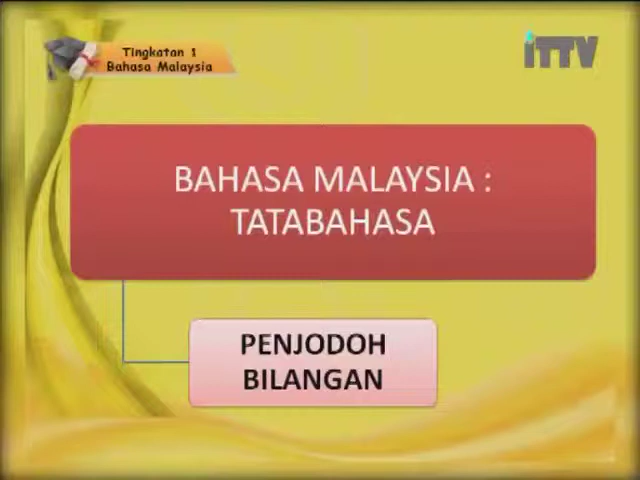 Tingkatan 1
Bahasa Malaysia
iTTV
BAHASA MALAYSIA :
TATABAHASA
PENJODOH
BILANGAN